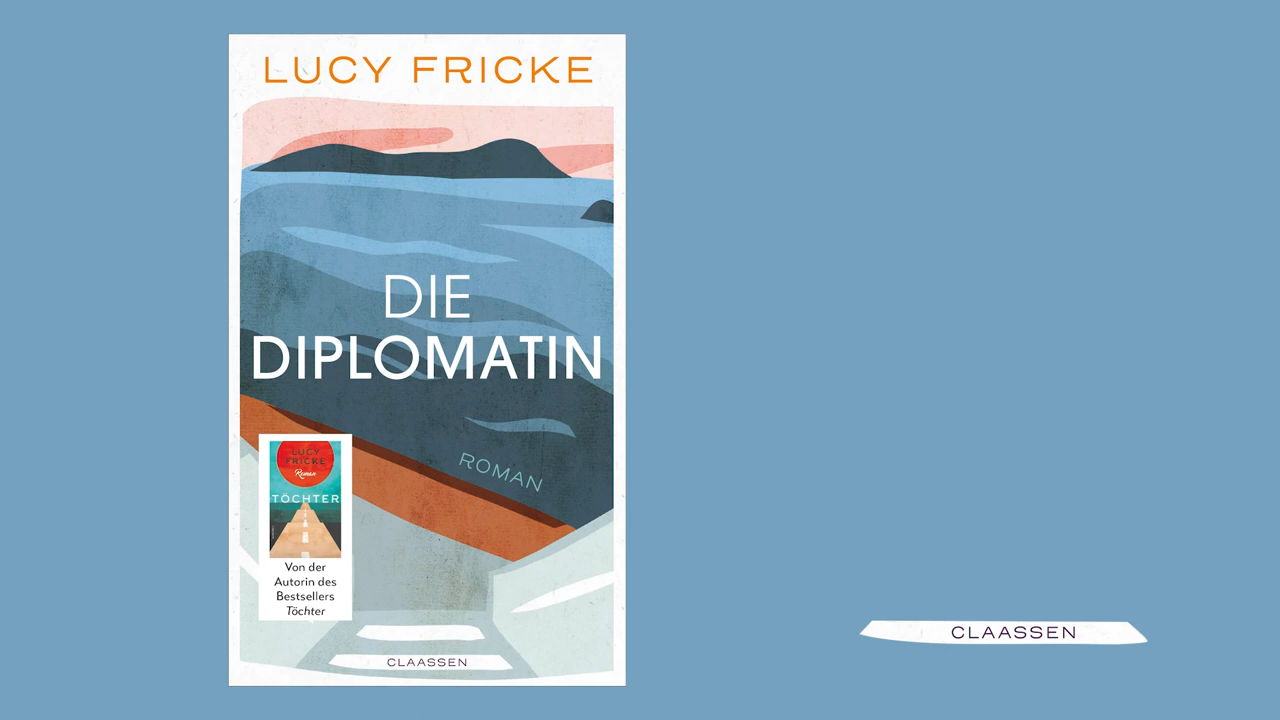 LUCY FRICKE
DIE
DIPLOMATIN
ROMAN
LUCY
FRICKE
Roman
TÖCHTER
Von der
Autorin des
Bestsellers
Töchter
CLAASSEN
CLAASSEN